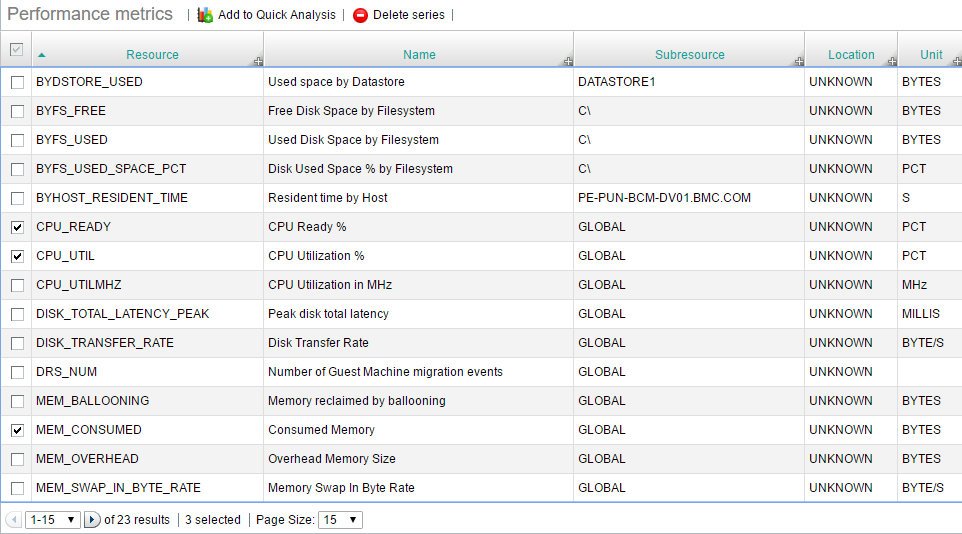 Performance metrics | Add to Quick Analysis | Delete series |
Resource Name Subresource Location Unit
BYDSTORE_USED Used space by Datastore DATASTORE1 UNKNOWN BYTES
BYFS_FREE Free Disk Space by Filesystem C\ UNKNOWN BYTES
BYFS_USED Used Disk Space by Filesystem C\ UNKNOWN BYTES
BYFS_USED_SPACE_PCT Disk Used Space % by Filesystem C\ UNKNOWN PCT
BYHOST_RESIDENT_TIME Resident time by Host PE-PUN-BCM-DV01.BMC.COM UNKNOWN S
CPU_READY CPU Ready % GLOBAL UNKNOWN PCT
CPU_UTIL CPU Utilization % GLOBAL UNKNOWN PCT
CPU_UTILMHZ CPU Utilization in MHz GLOBAL UNKNOWN MHz
DISK_TOTAL_LATENCY_PEAK Peak disk total latency GLOBAL UNKNOWN MILLIS
DISK_TRANSFER_RATE Disk Transfer Rate GLOBAL UNKNOWN BYTE/S
DRS_NUM Number of Guest Machine migration events GLOBAL UNKNOWN
MEM_BALLOONING Memory reclaimed by ballooning GLOBAL UNKNOWN BYTES
MEM_CONSUMED Consumed Memory GLOBAL UNKNOWN BYTES
MEM_OVERHEAD Overhead Memory Size GLOBAL UNKNOWN BYTES
MEM_SWAP_IN_BYTE_RATE Memory Swap In Byte Rate GLOBAL UNKNOWN BYTE/S
1-15 of 23 results | 3 selected | Page Size: 15